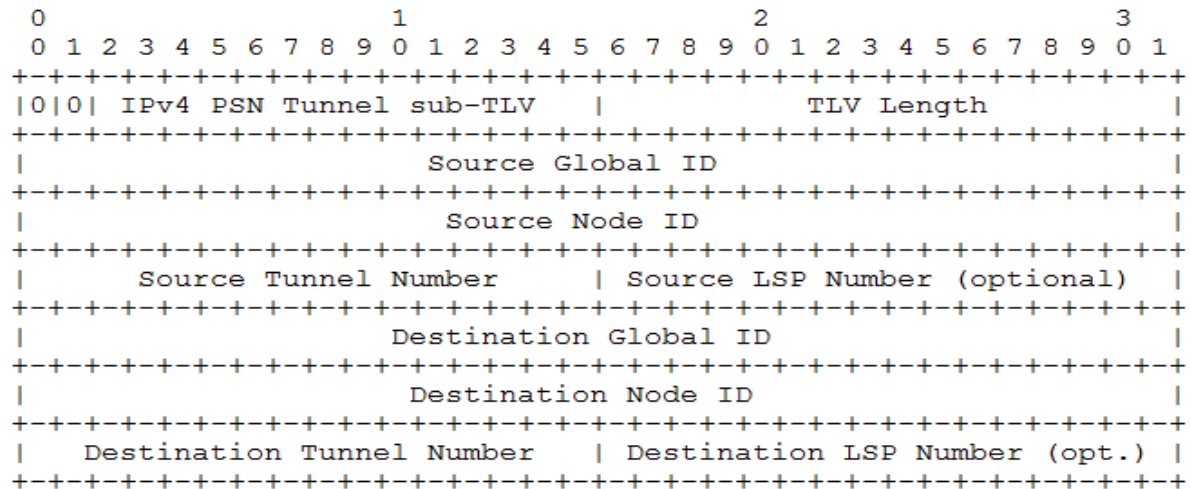 0                   1                   2                   3
 0 1 2 3 4 5 6 7 8 9 0 1 2 3 4 5 6 7 8 9 0 1 2 3 4 5 6 7 8 9 0 1
+-+-+-+-+-+-+-+-+-+-+-+-+-+-+-+-+-+-+-+-+-+-+-+-+-+-+-+-+-+-+-+-+
|0|0| IPv4 PSN Tunnel sub-TLV   |           TLV Length          |
+-+-+-+-+-+-+-+-+-+-+-+-+-+-+-+-+-+-+-+-+-+-+-+-+-+-+-+-+-+-+-+-+
|                      Source Global ID                         |
+-+-+-+-+-+-+-+-+-+-+-+-+-+-+-+-+-+-+-+-+-+-+-+-+-+-+-+-+-+-+-+-+
|                       Source Node ID                          |
+-+-+-+-+-+-+-+-+-+-+-+-+-+-+-+-+-+-+-+-+-+-+-+-+-+-+-+-+-+-+-+-+
|      Source Tunnel Number     | Source LSP Number (optional)  |
+-+-+-+-+-+-+-+-+-+-+-+-+-+-+-+-+-+-+-+-+-+-+-+-+-+-+-+-+-+-+-+-+
|                    Destination Global ID                      |
+-+-+-+-+-+-+-+-+-+-+-+-+-+-+-+-+-+-+-+-+-+-+-+-+-+-+-+-+-+-+-+-+
|                     Destination Node ID                       |
+-+-+-+-+-+-+-+-+-+-+-+-+-+-+-+-+-+-+-+-+-+-+-+-+-+-+-+-+-+-+-+-+
|   Destination Tunnel Number   | Destination LSP Number (opt.) |
+-+-+-+-+-+-+-+-+-+-+-+-+-+-+-+-+-+-+-+-+-+-+-+-+-+-+-+-+-+-+-+-+